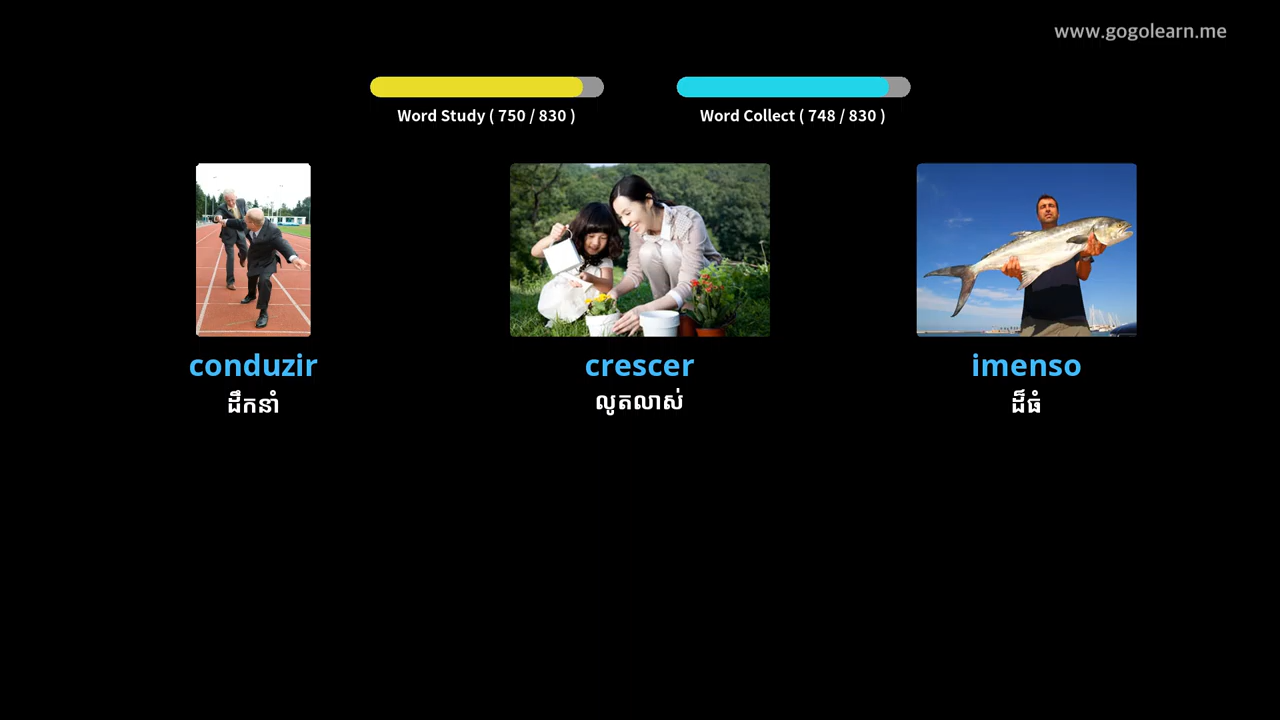 www.gogolearn.me
Word Study ( 750 / 830 )
Word Collect ( 748 / 830 )
conduzir
ដឹកនាំ
crescer
លូតលាស់
imenso
ដ៏ធំ